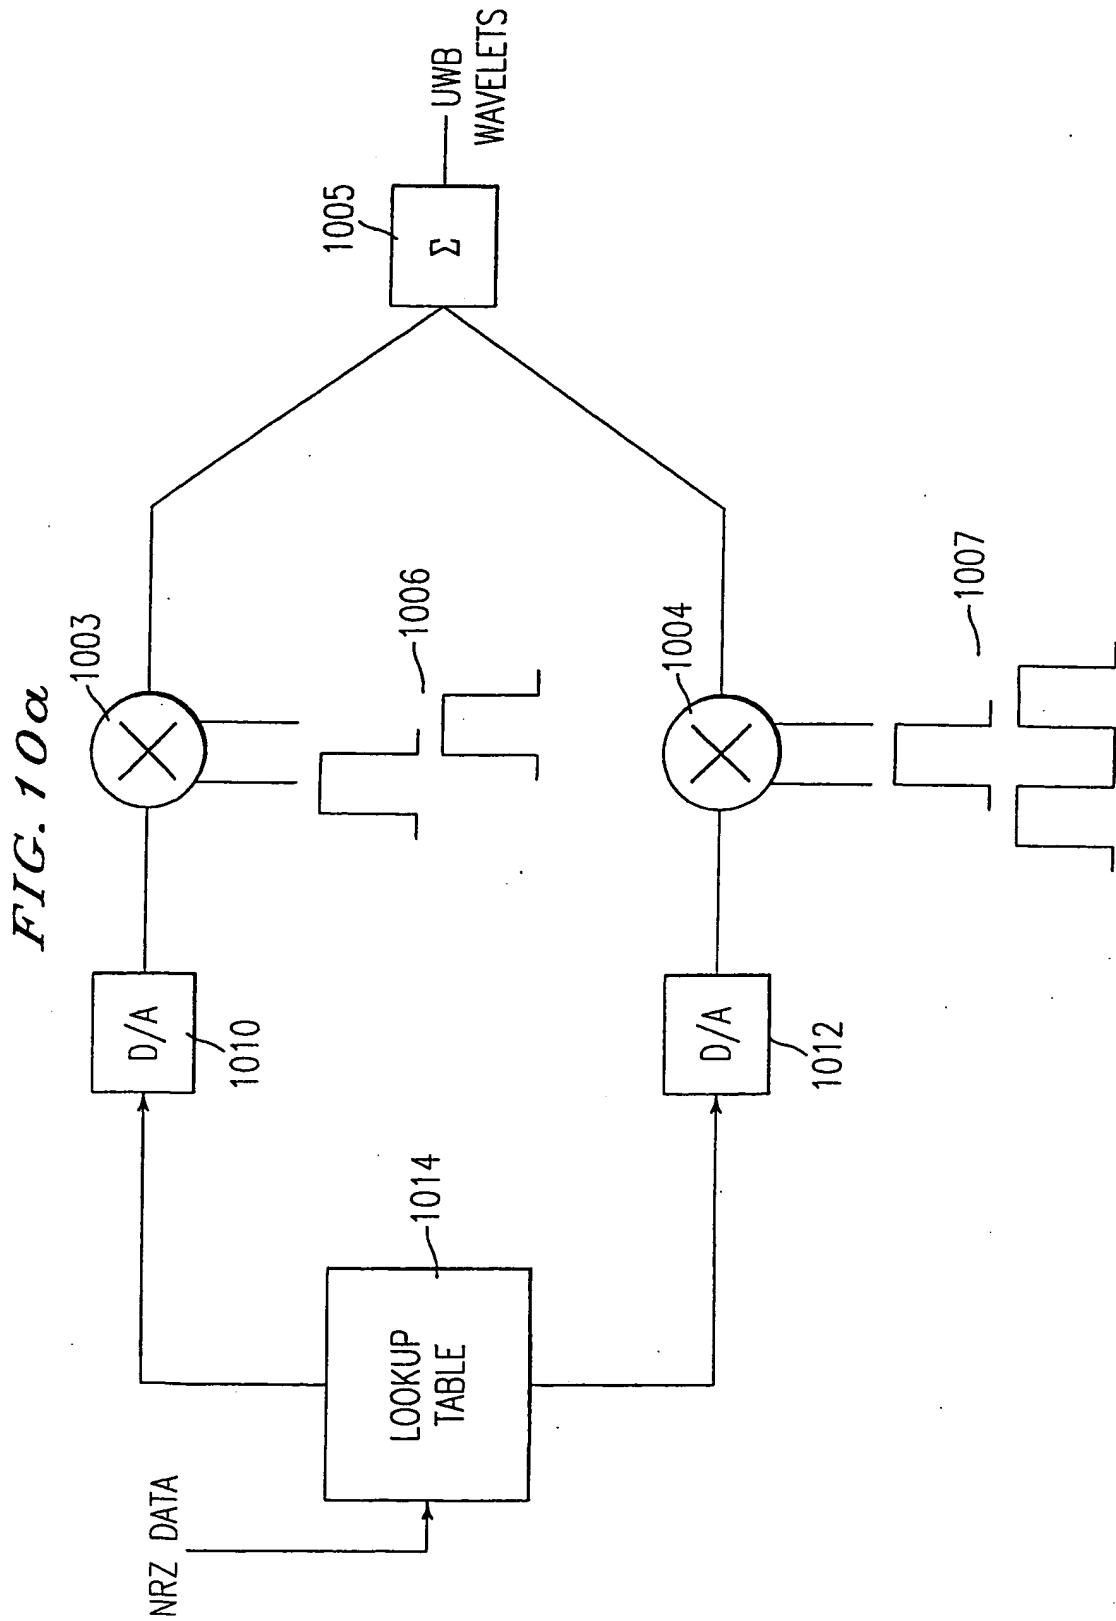 FIG. 10a
NRZ DATA
LOOKUP
TABLE
1014
D/A
1010
D/A
1012
1003
1006
1004
1007
1005
Σ
UWB
WAVELETS